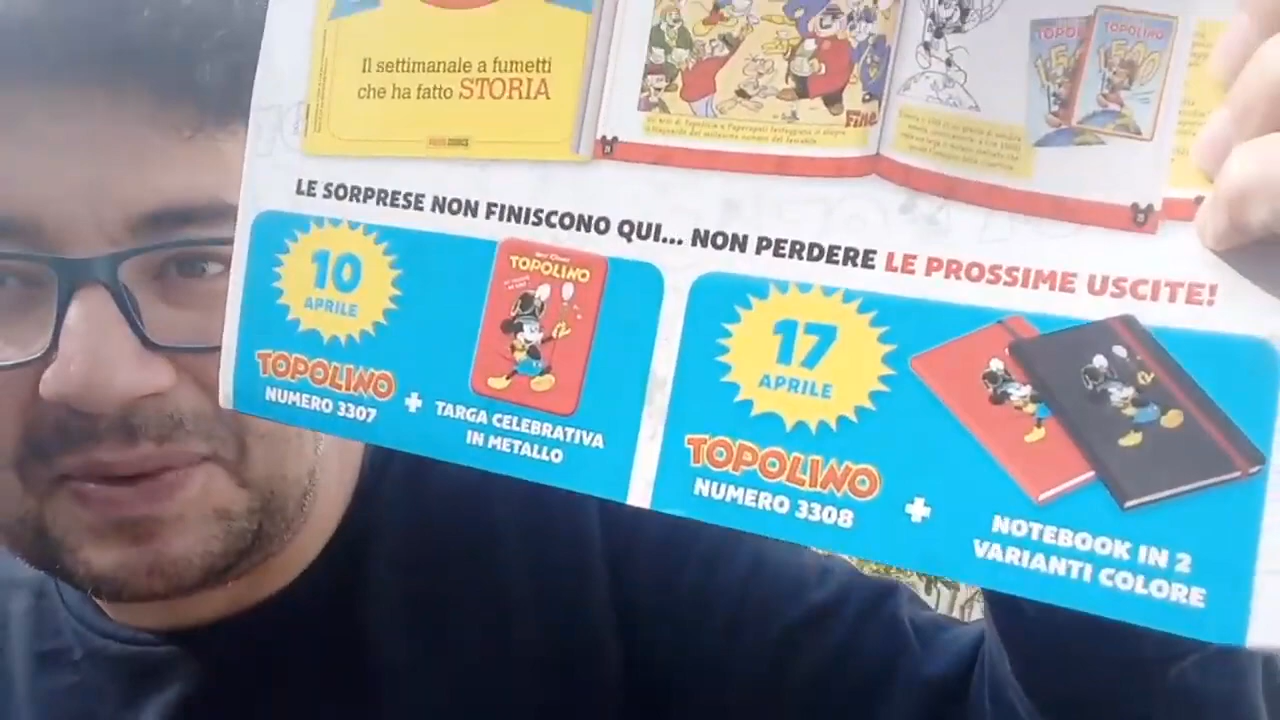 Il settimanale a fumetti
che ha fatto STORIA
Fine
TOPOLINO
LE SORPRESE NON FINISCONO QUI... NON PERDERE LE PROSSIME USCITE!
10
APRILE
TOPOLINO
NUMERO 3307
+
TOPOLINO
TARGA CELEBRATIVA
IN METALLO
17
APRILE
TOPOLINO
NUMERO 3308
+
NOTEBOOK IN 2
VARIANTI COLORE